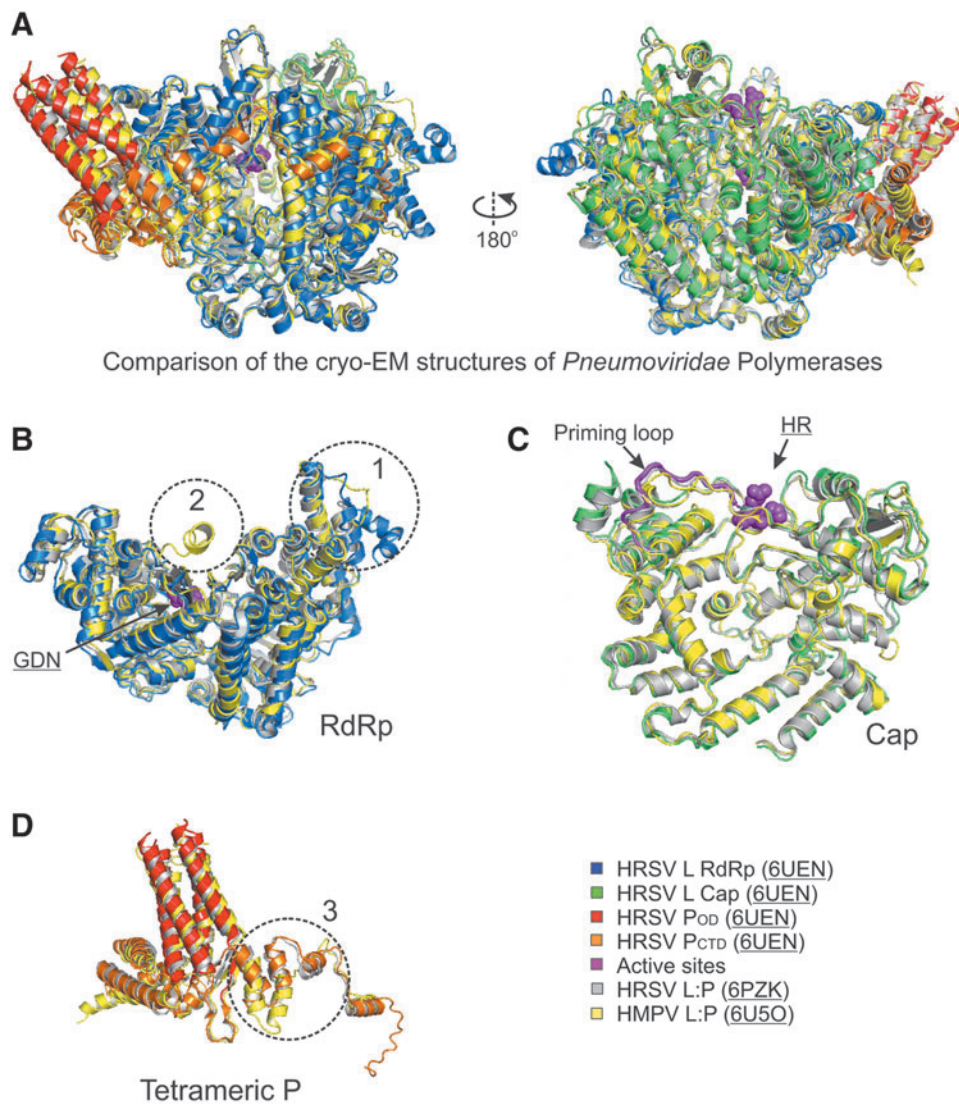 A
180°
Comparison of the cryo-EM structures of Pneumoviridae Polymerases
B
1
2
GDN
RdRp
C
Priming loop
HR
Cap
D
3
Tetrameric P
HRSV L RdRp (6UEN)
HRSV L Cap (6UEN)
HRSV POD (6UEN)
HRSV PCTD (6UEN)
Active sites
HRSV L:P (6PZK)
HMPV L:P (6U5O)